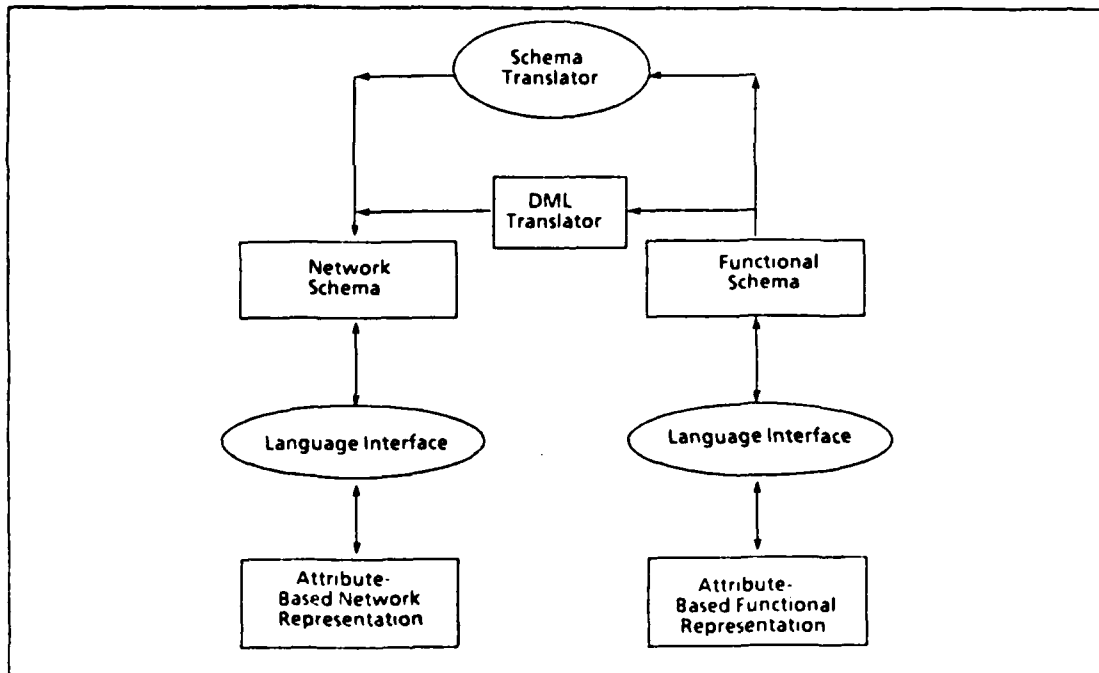 Schema
Translator
DML
Translator
Network
Schema
Functional
Schema
Language Interface
Language Interface
Attribute-
Based Network
Representation
Attribute-
Based Functional
Representation